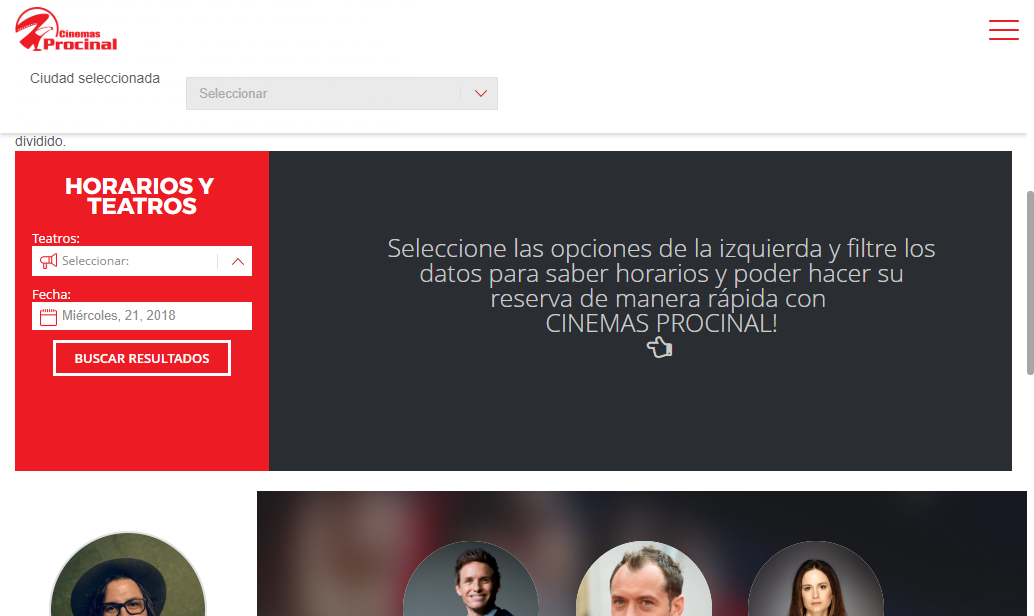 Cinemas
Procinal
Ciudad seleccionada
Seleccionar
dividido.
HORARIOS Y
TEATROS
Teatros:
Seleccionar:
Fecha:
Miércoles, 21, 2018
BUSCAR RESULTADOS
Seleccione las opciones de la izquierda y filtre los
datos para saber horarios y poder hacer su
reserva de manera rápida con
CINEMAS PROCINAL!